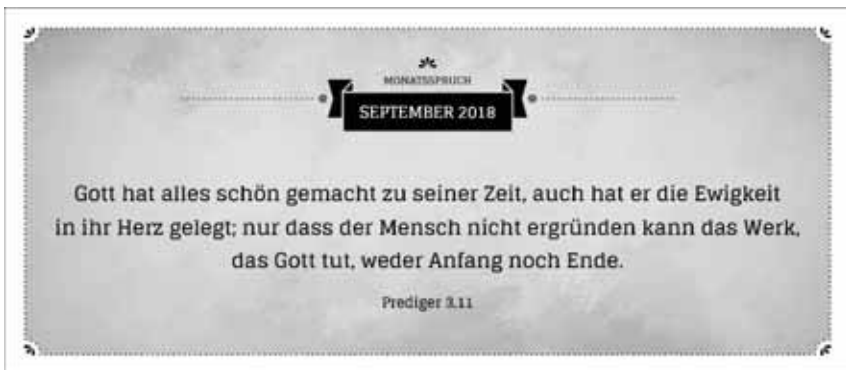 MONATSSPRUCH
SEPTEMBER 2018
Gott hat alles schön gemacht zu seiner Zeit, auch hat er die Ewigkeit
in ihr Herz gelegt; nur dass der Mensch nicht ergründen kann das Werk,
das Gott tut, weder Anfang noch Ende.
Prediger 3,11